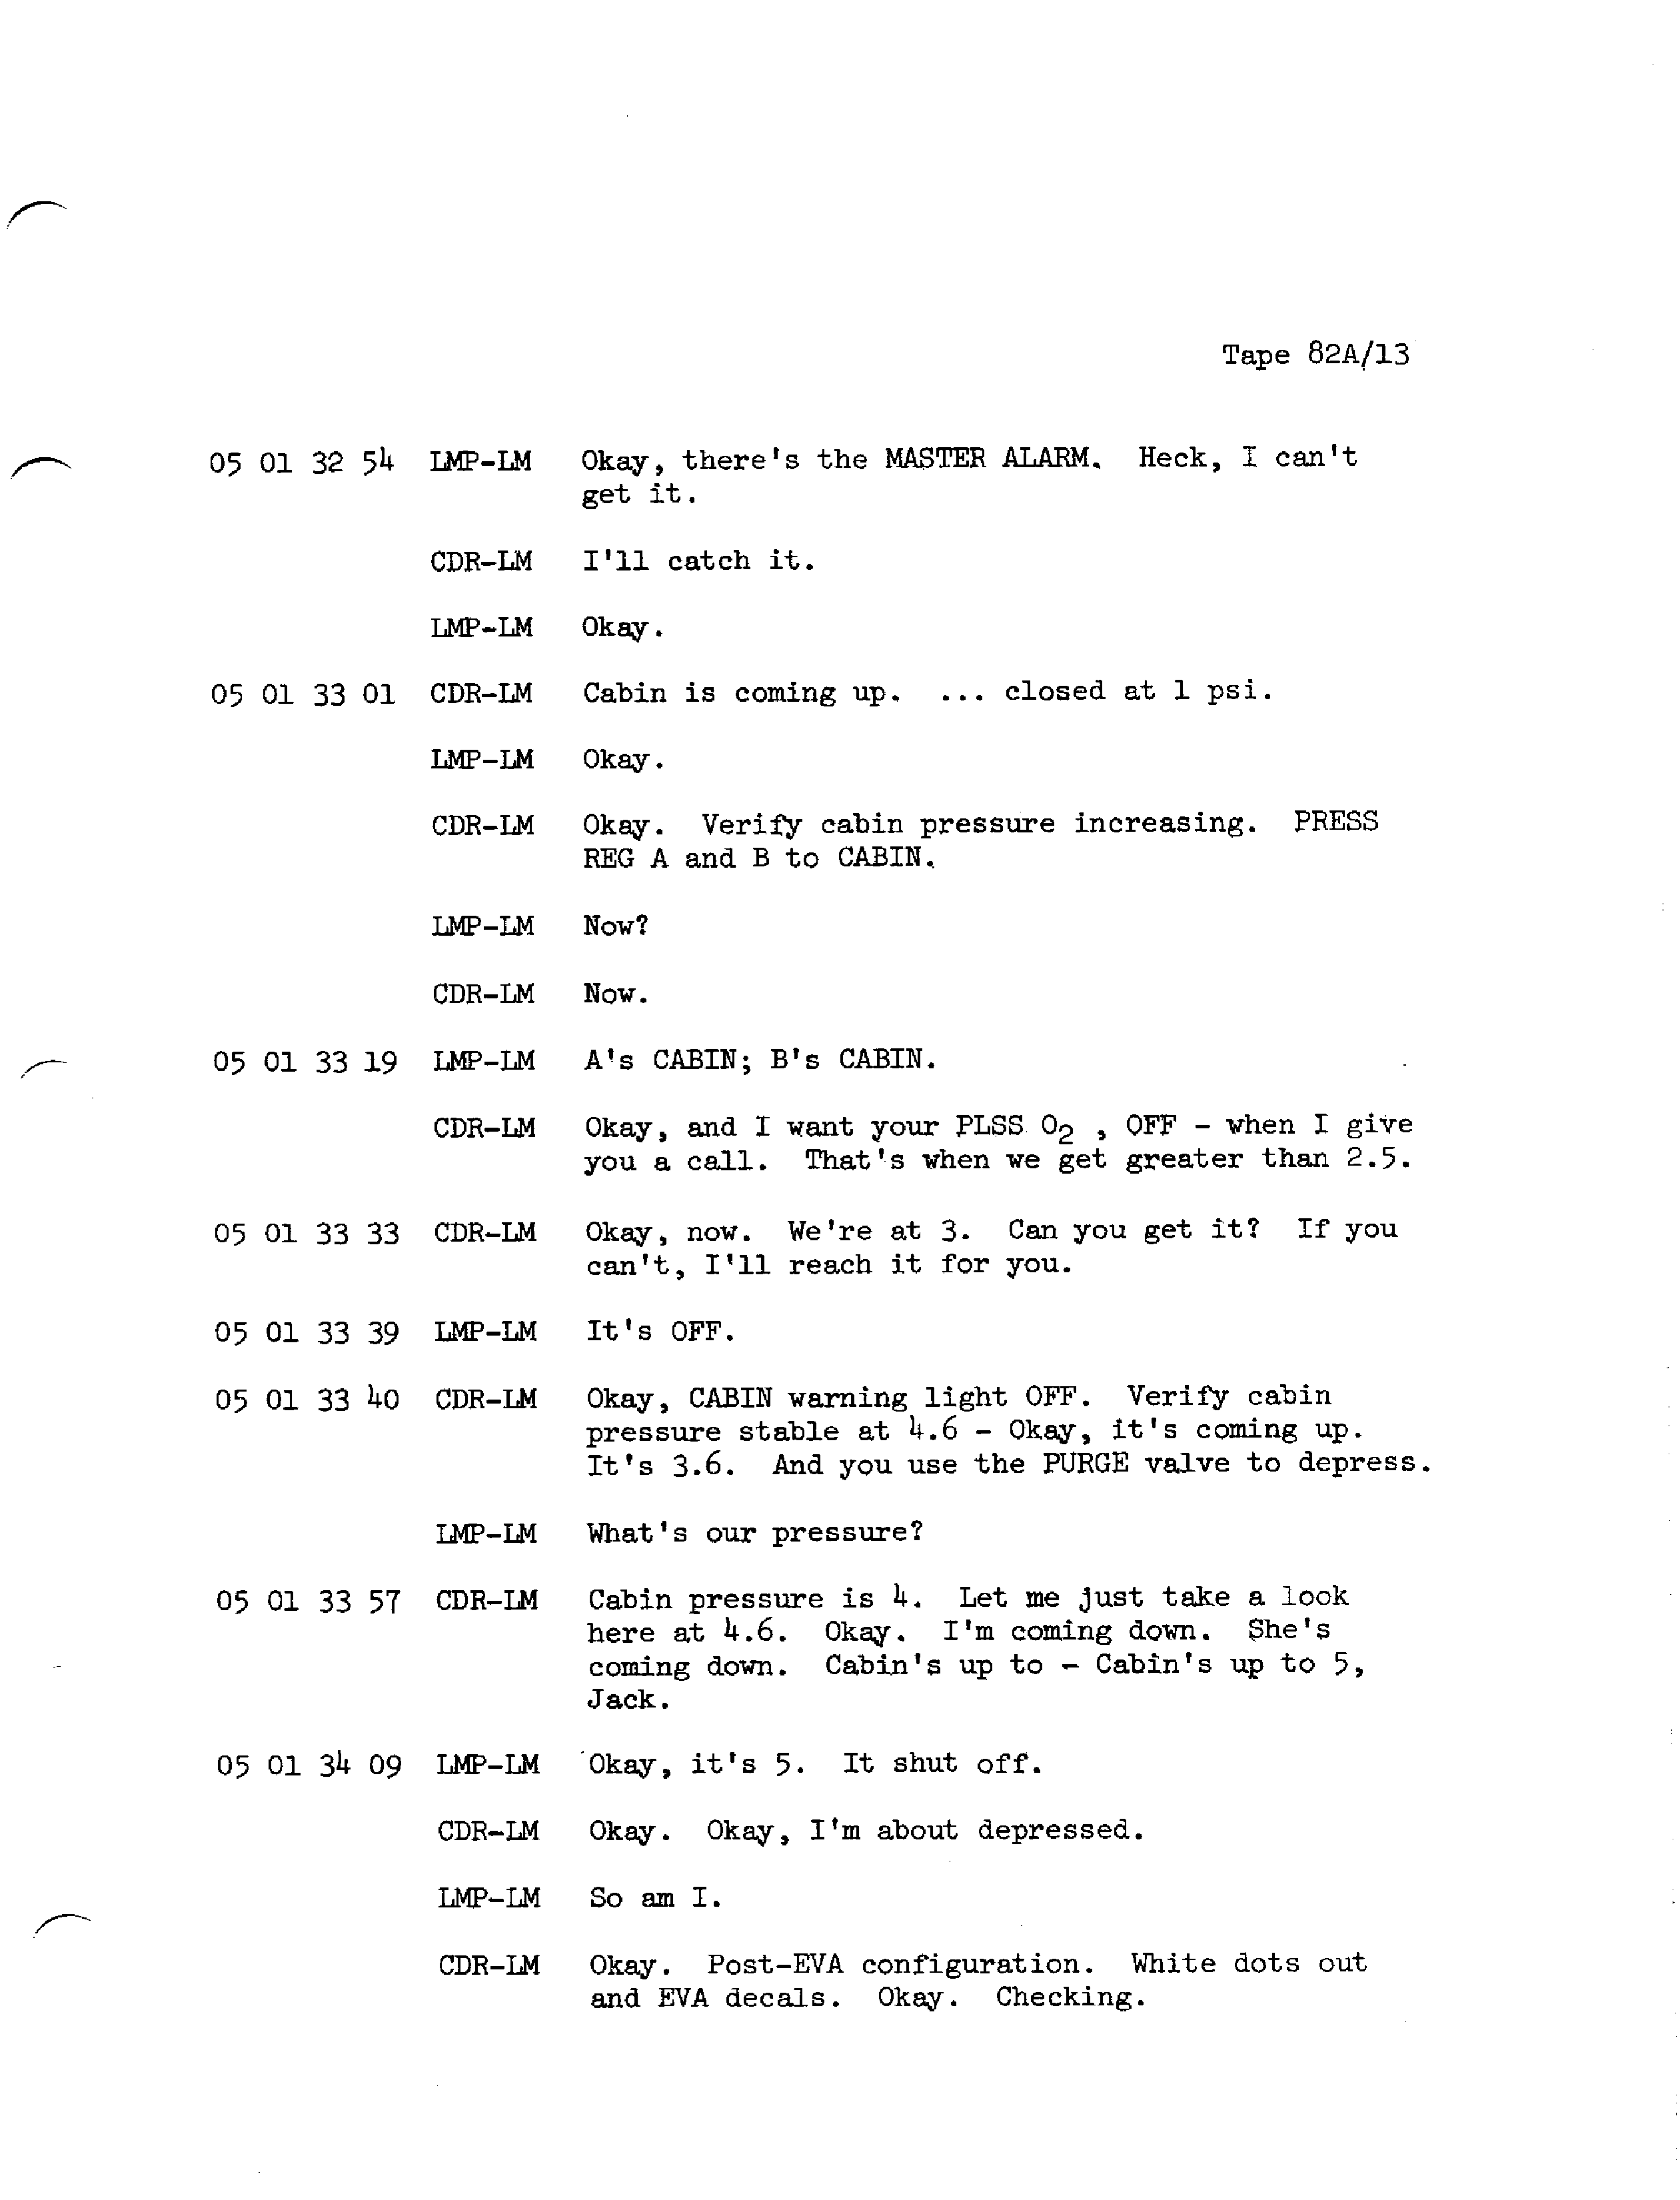 Tape 82A/13
05 01 32 54 LMP-LM Okay, there's the MASTER ALARM. Heck, I can't
get it.
CDR-LM I'll catch it.
LMP-LM Okay.
05 01 33 01 CDR-LM Cabin is coming up. ... closed at 1 psi.
LMP-LM Okay.
CDR-LM Okay. Verify cabin pressure increasing. PRESS
REG A and B to CABIN.
LMP-LM Now?
CDR-LM Now.
05 01 33 19 LMP-LM A's CABIN; B's CABIN.
CDR-LM Okay, and I want your PLSS O2 , OFF - when I give
you a call. That's when we get greater than 2.5.
05 01 33 33 CDR-LM Okay, now. We're at 3. Can you get it? If you
can't, I'll reach it for you.
05 01 33 39 LMP-LM It's OFF.
05 01 33 40 CDR-LM Okay, CABIN warning light OFF. Verify cabin
pressure stable at 4.6 - Okay, it's coming up.
It's 3.6. And you use the PURGE valve to depress.
LMP-LM What's our pressure?
05 01 33 57 CDR-LM Cabin pressure is 4. Let me just take a look
here at 4.6. Okay. I'm coming down. She's
coming down. Cabin's up to - Cabin's up to 5,
Jack.
05 01 34 09 LMP-LM Okay, it's 5. It shut off.
CDR-LM Okay. Okay, I'm about depressed.
LMP-LM So am I.
CDR-LM Okay. Post-EVA configuration. White dots out
and EVA decals. Okay. Checking.